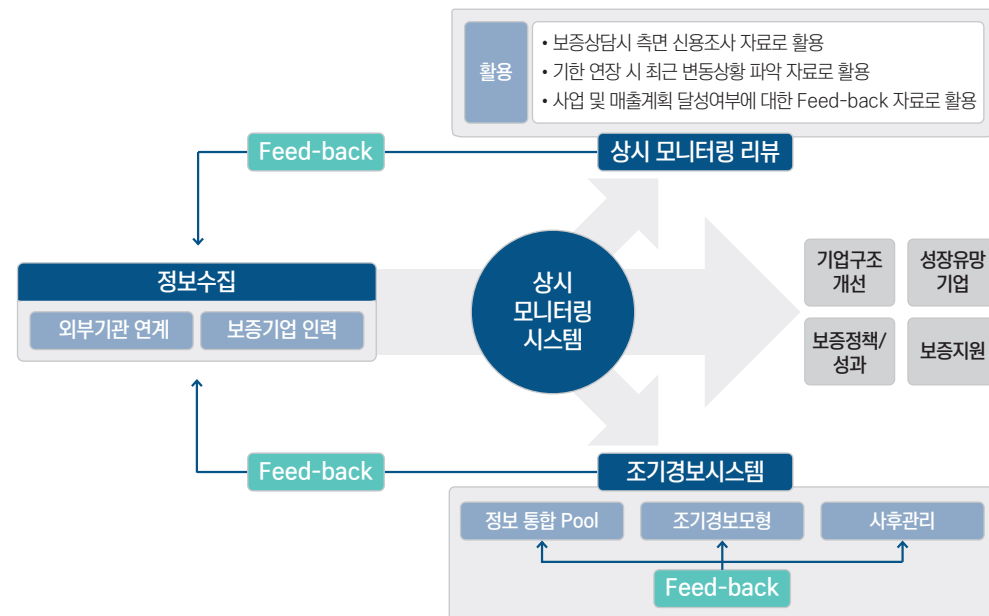 활용
• 보증상담시 측면 신용조사 자료로 활용
• 기한 연장 시 최근 변동상황 파악 자료로 활용
• 사업 및 매출계획 달성여부에 대한 Feed-back 자료로 활용
Feed-back
상시 모니터링 리뷰
정보수집
외부기관 연계
보증기업 인력
상시
모니터링
시스템
기업구조
개선
성장유망
기업
보증정책/
성과
보증지원
Feed-back
조기경보시스템
정보 통합 Pool
조기경보모형
사후관리
Feed-back